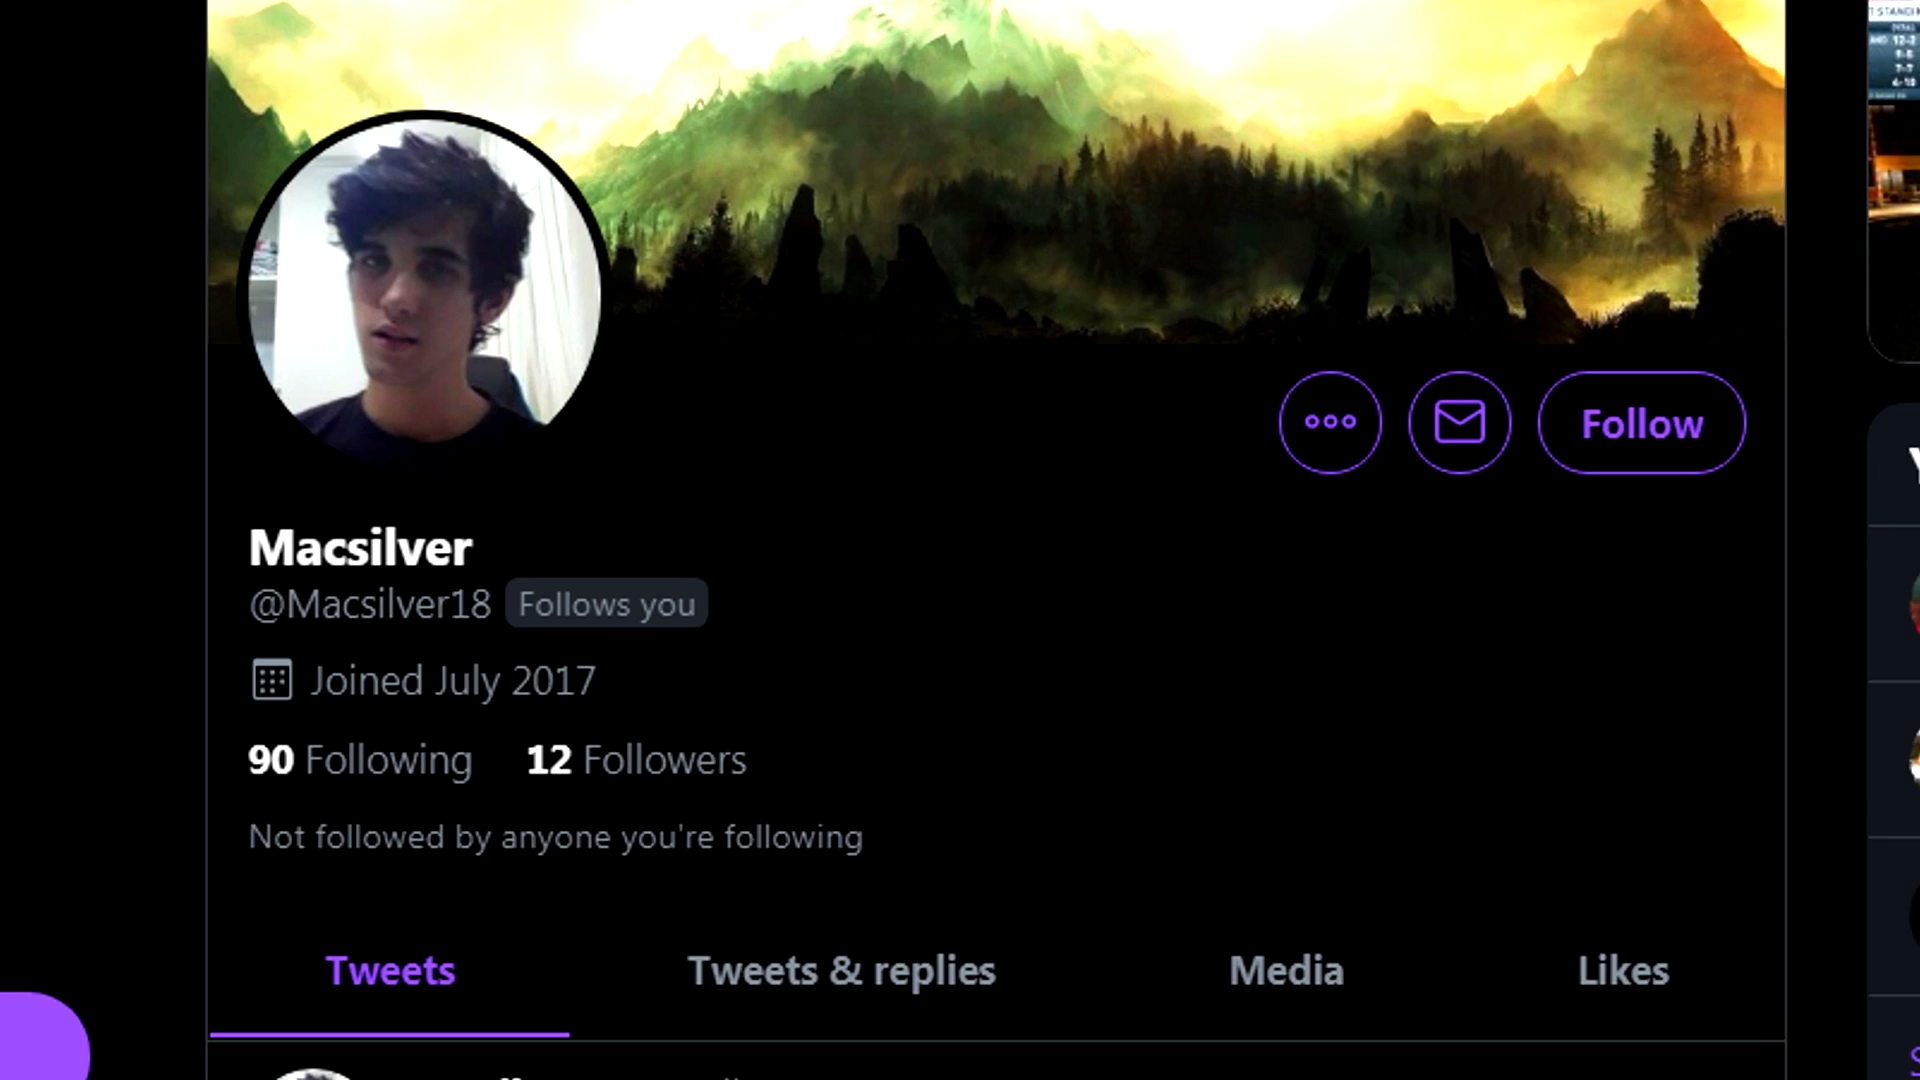 Follow
Macsilver
@Macsilver18 Follows you
Joined July 2017
90 Following 12 Followers
Not followed by anyone you're following
Tweets Tweets & replies Media Likes